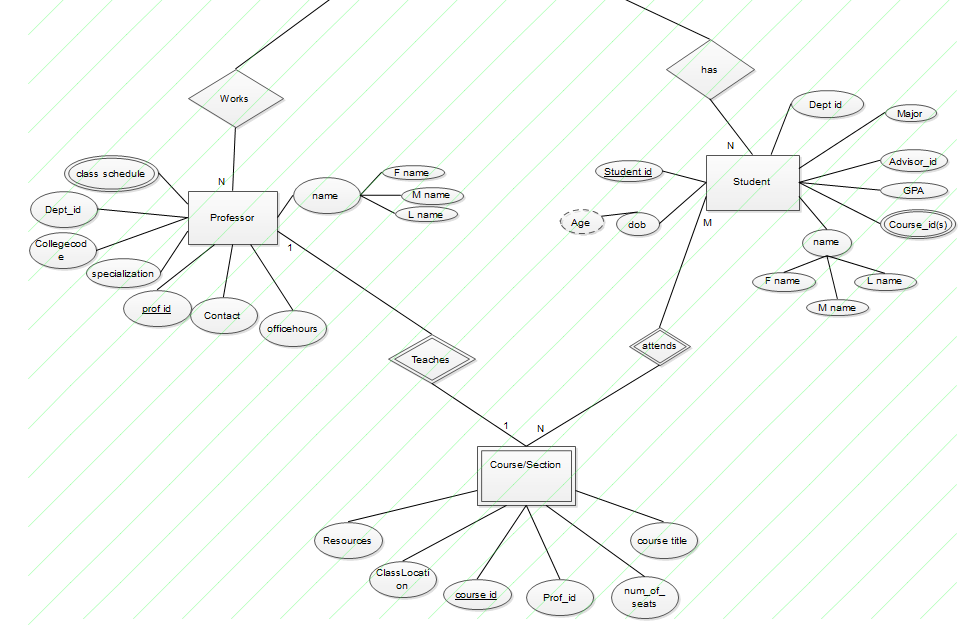 has
Works
Dept id
Major
N
class schedule
F name
Student id
Student
Advisor_id
N
M name
GPA
Dept_id
name
L name
Professor
Age
dob
M
Course_id(s)
Collegecod
e
1
name
specialization
F name
L name
prof id
Contact
officehours
M name
Teaches
attends
1
N
Course/Section
Resources
course title
ClassLocati
on
course id
Prof_id
num_of_
seats